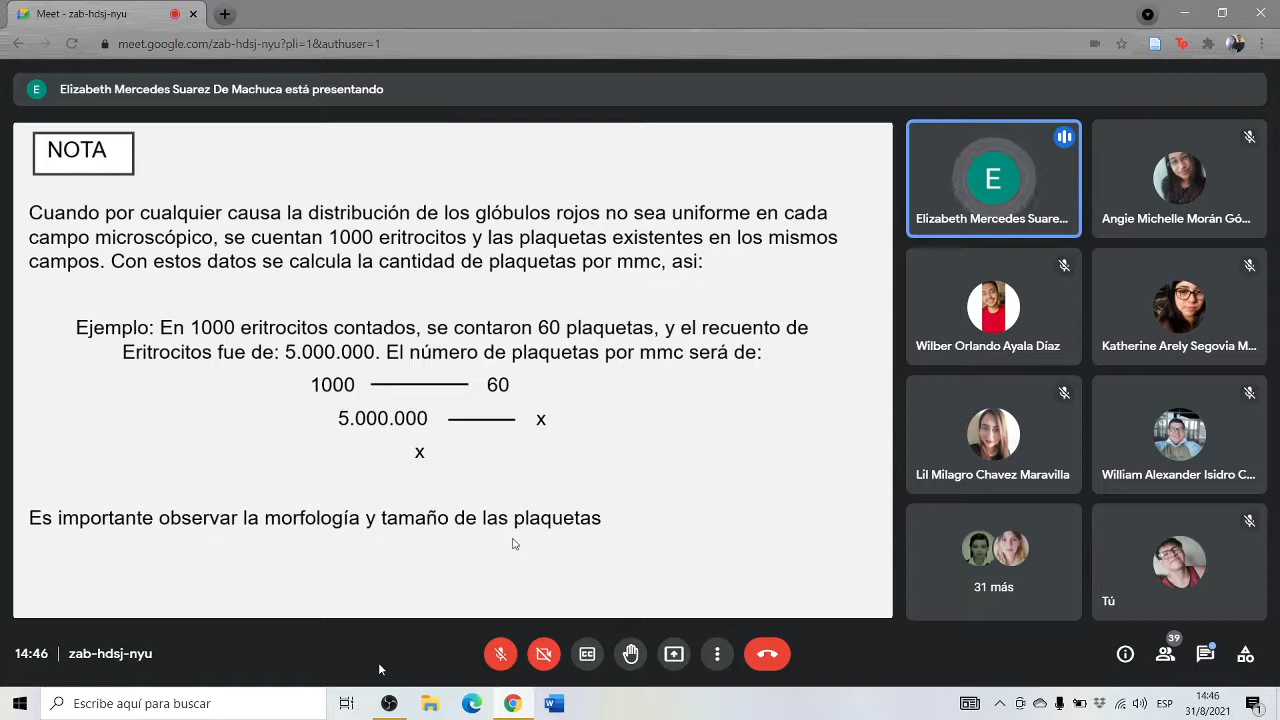 Meet - zab-hdsj-nyu
meet.google.com/zab-hdsj-nyu?pli=1&authuser=1
E
Elizabeth Mercedes Suarez De Machuca está presentando
NOTA
Cuando por cualquier causa la distribución de los glóbulos rojos no sea uniforme en cada
campo microscópico, se cuentan 1000 eritrocitos y las plaquetas existentes en los mismos
campos. Con estos datos se calcula la cantidad de plaquetas por mmc, asi:
Ejemplo: En 1000 eritrocitos contados, se contaron 60 plaquetas, y el recuento de
Eritrocitos fue de: 5.000.000. El número de plaquetas por mmc será de:
1000 60
5.000.000 x
x
Es importante observar la morfología y tamaño de las plaquetas
E
Elizabeth Mercedes Suare...
Angie Michelle Morán Gó...
Wilber Orlando Ayala Díaz
Katherine Arely Segovia M...
Lil Milagro Chavez Maravilla
William Alexander Isidro C...
31 más
Tú
14:46 | zab-hdsj-nyu
39
Escribe aquí para buscar
ESP
14:46
31/8/2021
1